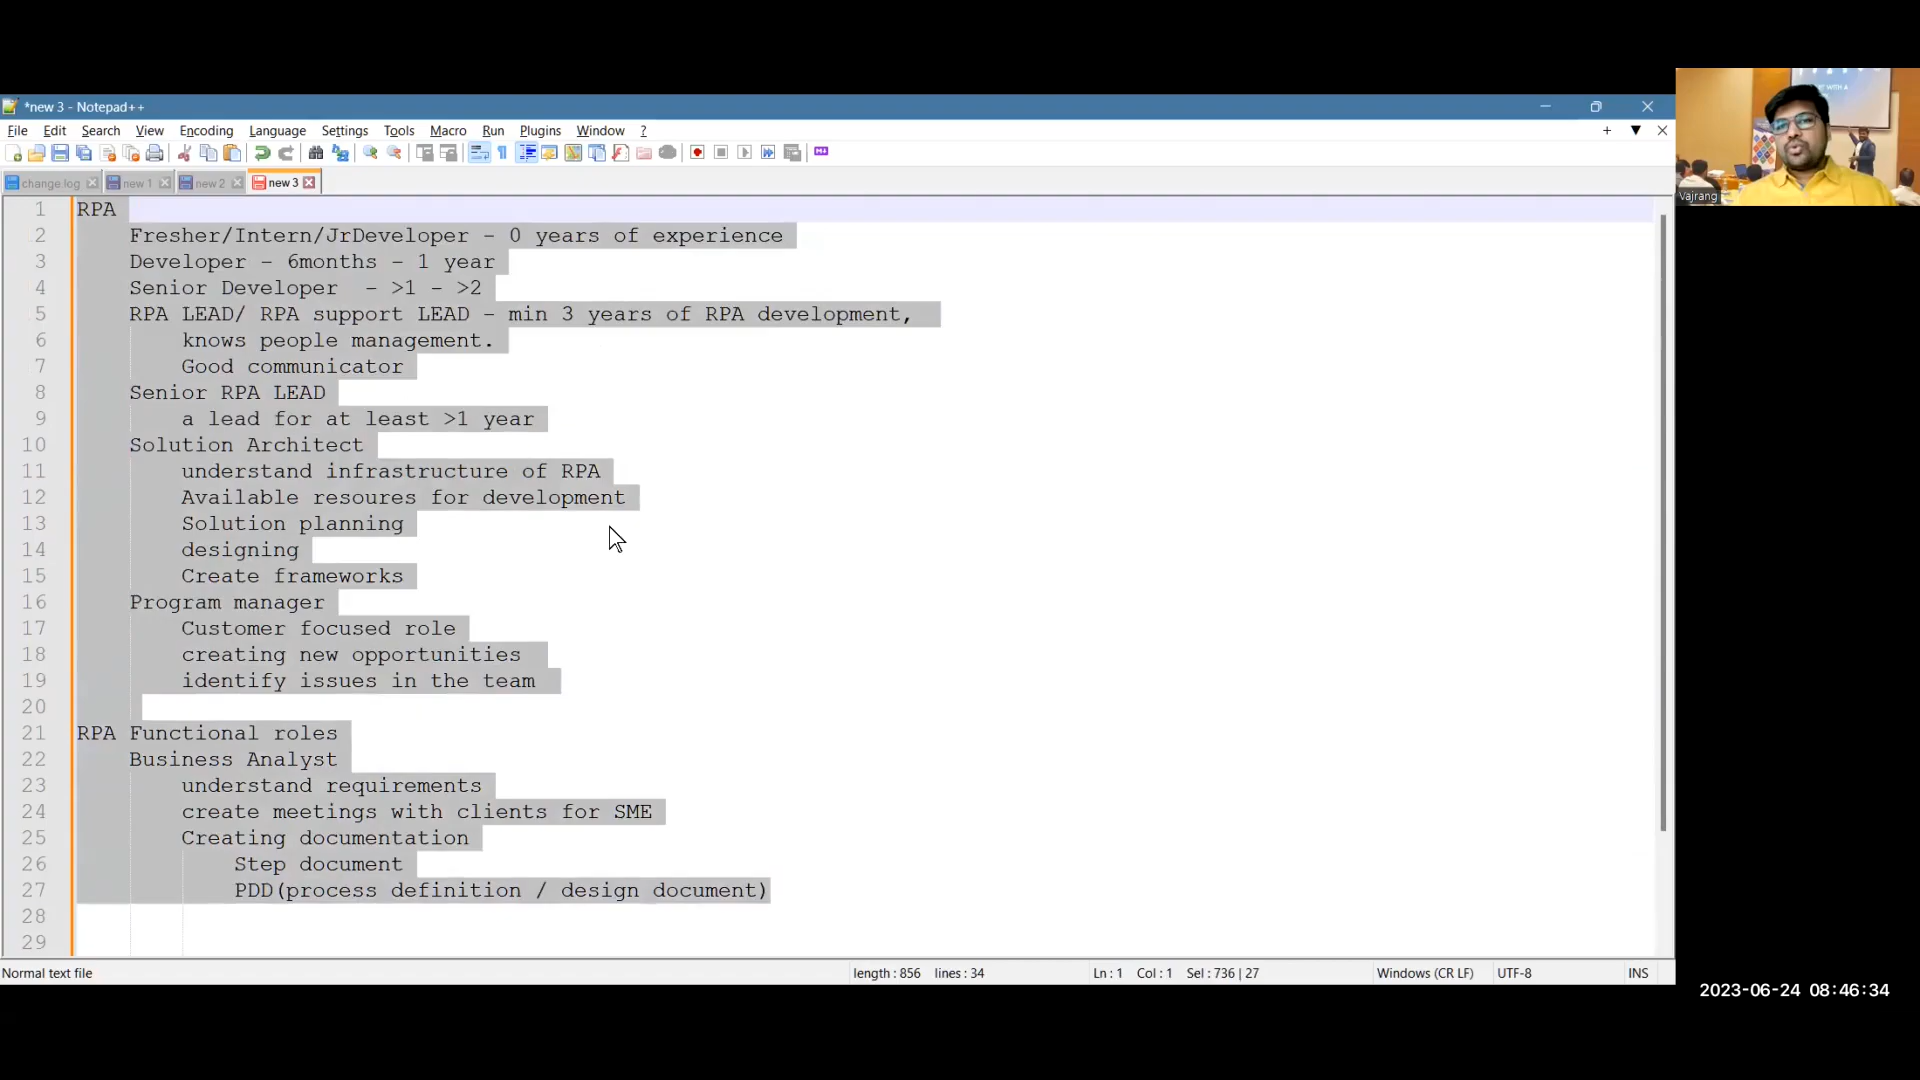 *new 3 - Notepad++
File Edit Search View Encoding Language Settings Tools Macro Run Plugins Window ?
change log new 1 new 2 new 3
1 RPA
2 Fresher/Intern/JrDeveloper - 0 years of experience
3 Developer - 6months - 1 year
4 Senior Developer - >1 - >2
5 RPA LEAD/ RPA support LEAD - min 3 years of RPA development,
6 knows people management.
7 Good communicator
8 Senior RPA LEAD
9 a lead for at least >1 year
10 Solution Architect
11 understand infrastructure of RPA
12 Available resoures for development
13 Solution planning
14 designing
15 Create frameworks
16 Program manager
17 Customer focused role
18 creating new opportunities
19 identify issues in the team
20
21 RPA Functional roles
22 Business Analyst
23 understand requirements
24 create meetings with clients for SME
25 Creating documentation
26 Step document
27 PDD(process definition / design document)
28
29
Normal text file length : 856 lines : 34 Ln : 1 Col : 1 Sel : 736 | 27 Windows (CR LF) UTF-8 INS
Vajrang
2023-06-24 08:46:34